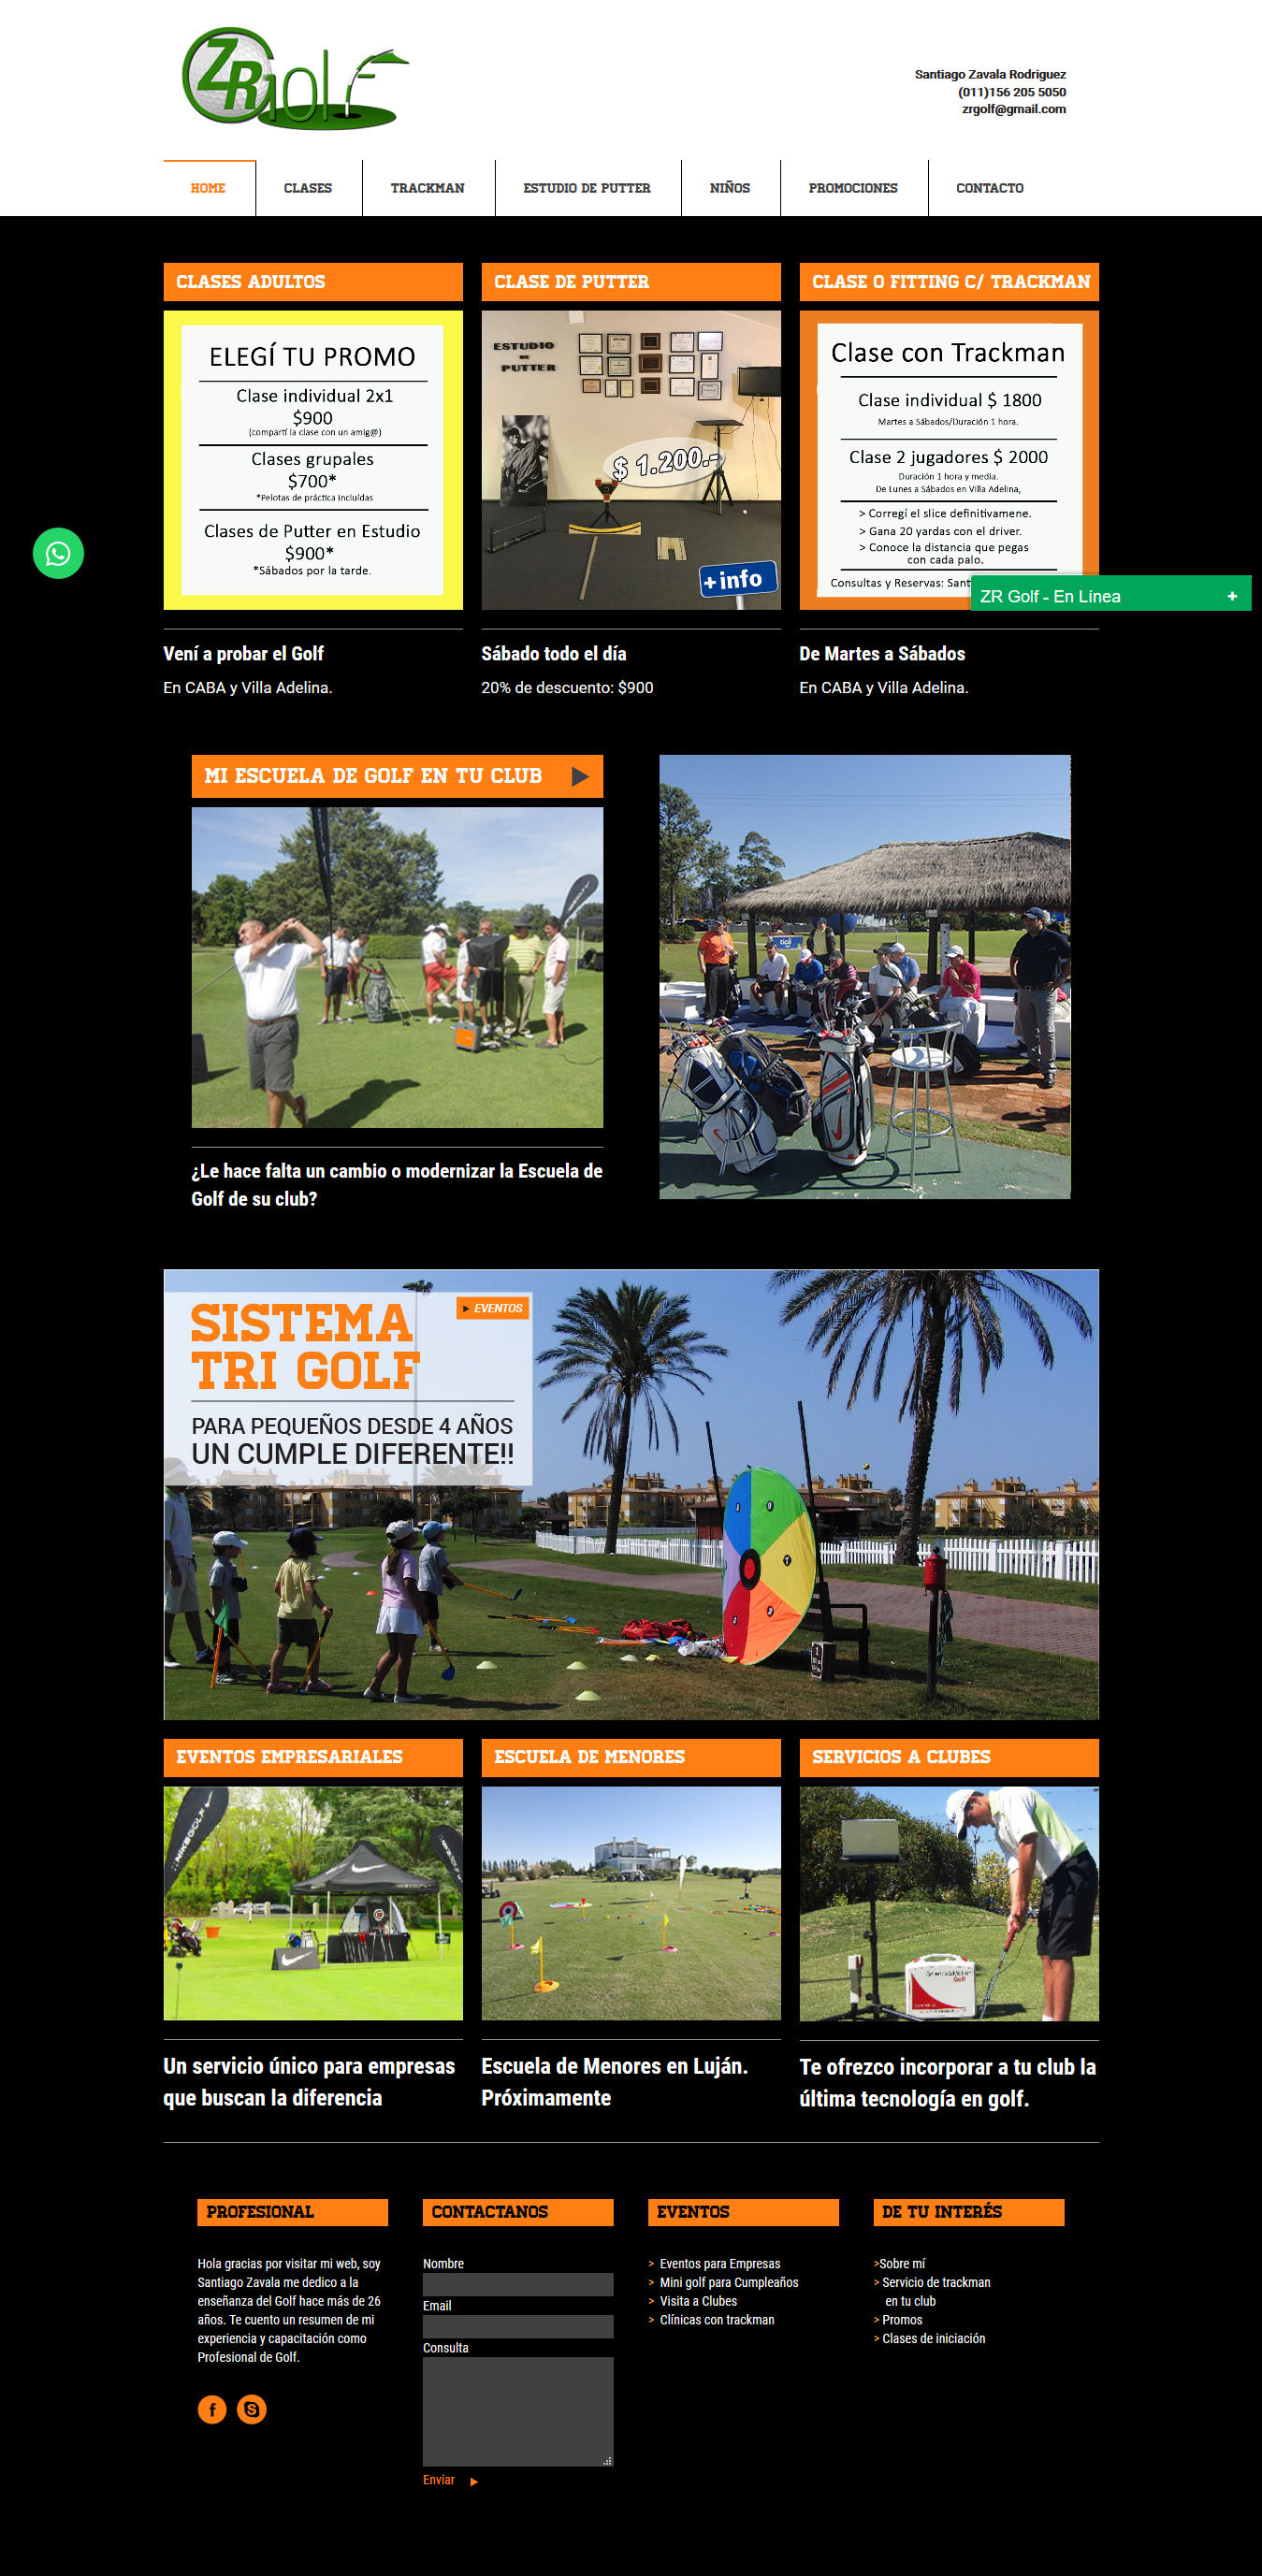 ZR Golf
Santiago Zavala Rodriguez
(011)156 205 5050
zrgolf@gmail.com
HOME
CLASES
TRACKMAN
ESTUDIO DE PUTTER
NIÑOS
PROMOCIONES
CONTACTO
CLASES ADULTOS
ELEGÍ TU PROMO
Clase individual 2x1
$900
(compartí la clase con un amig@)
Clases grupales
$700*
*Pelotas de práctica incluídas
Clases de Putter en Estudio
$900*
*Sábados por la tarde.
Vení a probar el Golf
En CABA y Villa Adelina.
CLASE DE PUTTER
ESTUDIO
DE
PUTTER
$ 1.200.-
+info
Sábado todo el día
20% de descuento: $900
CLASE O FITTING C/ TRACKMAN
Clase con Trackman
Clase individual $ 1800
Martes a Sábados/Duración 1 hora.
Clase 2 jugadores $ 2000
Duración 1 hora y media.
De Lunes a Sábados en Villa Adelina,
> Corregí el slice definitivamene.
> Gana 20 yardas con el driver.
> Conoce la distancia que pegas
con cada palo.
Consultas y Reservas: Sant
ZR Golf - En Línea
+
De Martes a Sábados
En CABA y Villa Adelina.
MI ESCUELA DE GOLF EN TU CLUB
¿Le hace falta un cambio o modernizar la Escuela de
Golf de su club?
tigo
SISTEMA
TRI GOLF
EVENTOS
PARA PEQUEÑOS DESDE 4 AÑOS
UN CUMPLE DIFERENTE!!
EVENTOS EMPRESARIALES
NIKE GOLF
Un servicio único para empresas
que buscan la diferencia
ESCUELA DE MENORES
Escuela de Menores en Luján.
Próximamente
SERVICIOS A CLUBES
Golf
Te ofrezco incorporar a tu club la
última tecnología en golf.
PROFESIONAL
Hola gracias por visitar mi web, soy
Santiago Zavala me dedico a la
enseñanza del Golf hace más de 26
años. Te cuento un resumen de mi
experiencia y capacitación como
Profesional de Golf.
CONTACTANOS
Nombre
Email
Consulta
Enviar
EVENTOS
> Eventos para Empresas
> Mini golf para Cumpleaños
> Visita a Clubes
> Clínicas con trackman
DE TU INTERÉS
>Sobre mí
> Servicio de trackman
en tu club
> Promos
> Clases de iniciación